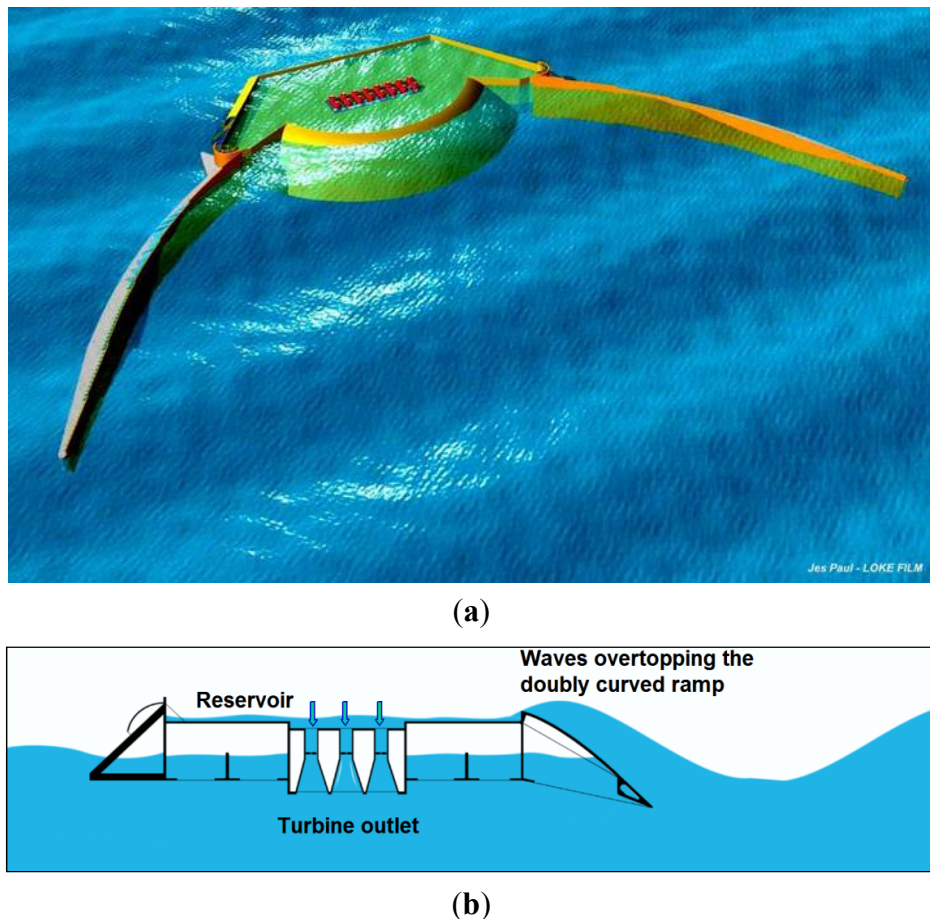 Jes Paul - LOKE FILM
(a)
Waves overtopping the
doubly curved ramp
Reservoir
Turbine outlet
(b)